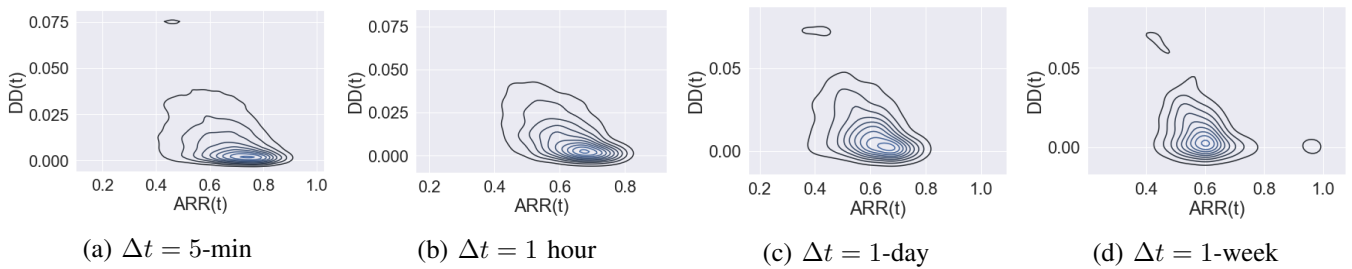 0.075
0.050
0.025
0.000
DD(t)
0.2 0.4 0.6 0.8 1.0
ARR(t)
(a) Δt = 5-min
0.075
0.050
0.025
0.000
DD(t)
0.2 0.4 0.6 0.8
ARR(t)
(b) Δt = 1 hour
0.05
0.00
DD(t)
0.2 0.4 0.6 0.8 1.0
ARR(t)
(c) Δt = 1-day
0.05
0.00
DD(t)
0.4 0.6 0.8 1.0
ARR(t)
(d) Δt = 1-week